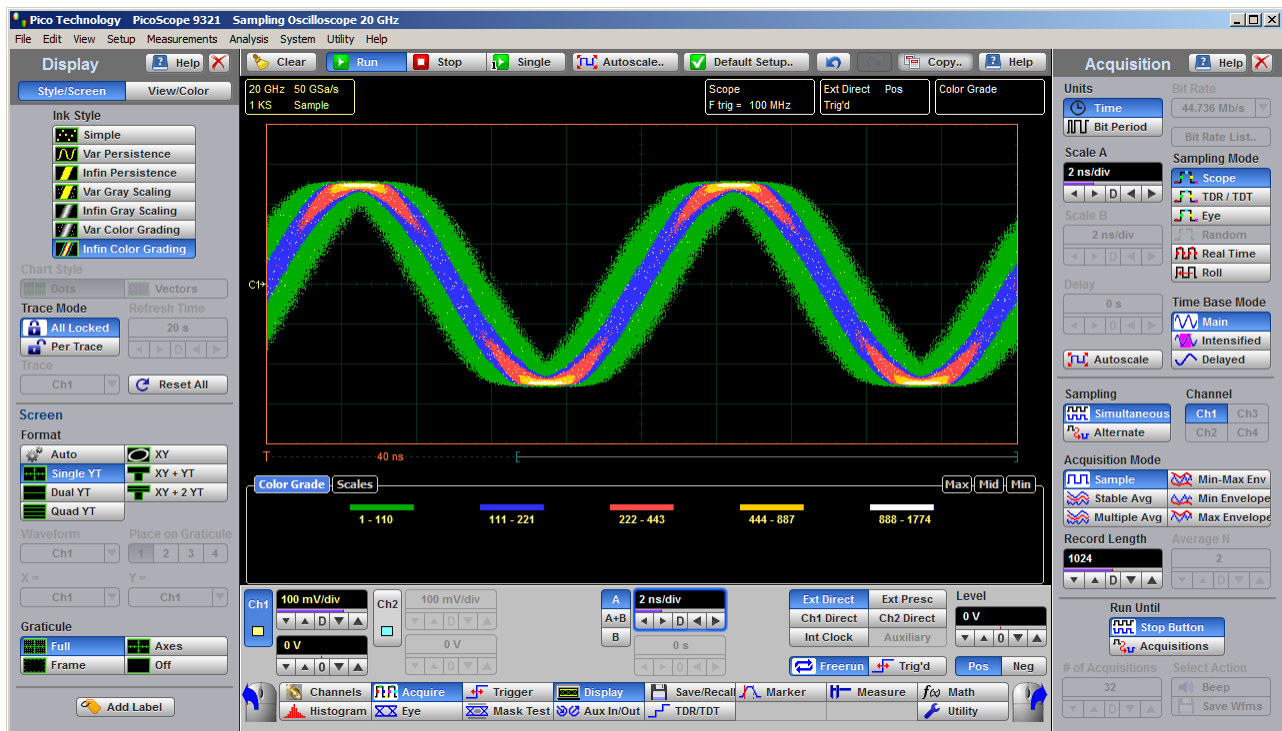 Pico Technology PicoScope 9321 Sampling Oscilloscope 20 GHz
File Edit View Setup Measurements Analysis System Utility Help
Display
? Help
Style/Screen View/Color
Ink Style
Simple
Var Persistence
Infin Persistence
Var Gray Scaling
Infin Gray Scaling
Var Color Grading
Infin Color Grading
Chart Style
Dots Vectors
Trace Mode Refresh Time
All Locked 20 s
Per Trace D
Trace
Ch1 Reset All
Screen
Format
Auto XY
Single YT XY + YT
Dual YT XY + 2 YT
Quad YT
Waveform Place on Graticule
Ch1 1 2 3 4
X = Y =
Ch1 Ch1
Graticule
Full Axes
Frame Off
Add Label
Clear Run Stop 1 Single Autoscale.. Default Setup.. Copy.. ? Help
20 GHz 50 GSa/s
1 KS Sample
Scope
F trig = 100 MHz
Ext Direct Pos
Trig'd
Color Grade
C1
T 40 ns
Color Grade Scales Max Mid Min
1 - 110 111 - 221 222 - 443 444 - 887 888 - 1774
Ch1 100 mV/div
D
0 V
0
Ch2 100 mV/div
D
0 V
0
A 2 ns/div
A+B D
B 0 s
0
Ext Direct Ext Presc
Ch1 Direct Ch2 Direct
Int Clock Auxiliary
Freerun Trig'd
Level
0 V
0
Pos Neg
Channels Acquire Trigger Display Save/Recall Marker Measure f(x) Math
Histogram Eye Mask Test Aux In/Out TDR/TDT Utility
Acquisition
? Help
Units Bit Rate
Time 44.736 Mb/s
Bit Period Bit Rate List..
Scale A
2 ns/div
D
Scale B
2 ns/div
D
Delay
0 s
0
Autoscale
Sampling Mode
Scope
TDR / TDT
Eye
Random
Real Time
Roll
Time Base Mode
Main
Intensified
Delayed
Sampling Channel
Simultaneous Ch1 Ch3
Alternate Ch2 Ch4
Acquisition Mode
Sample Min-Max Env
Stable Avg Min Envelope
Multiple Avg Max Envelope
Record Length Average N
1024 2
D D
Run Until
Stop Button
Acquisitions
# of Acquisitions Select Action
32 Beep
D Save Wfms